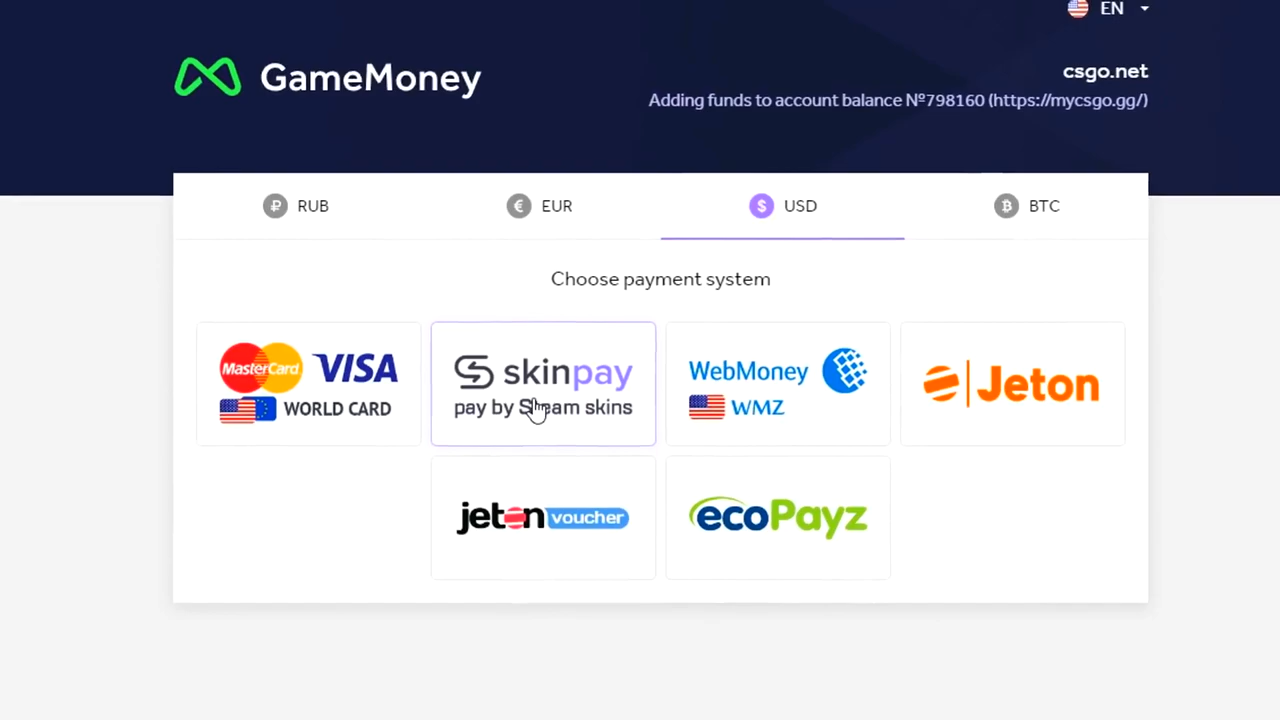 EN
GameMoney
csgo.net
Adding funds to account balance №798160 (https://mycsgo.gg/)
RUB
EUR
USD
BTC
Choose payment system
MasterCard VISA
WORLD CARD
skinpay
pay by Steam skins
WebMoney
WMZ
Jeton
jeton voucher
ecoPayz